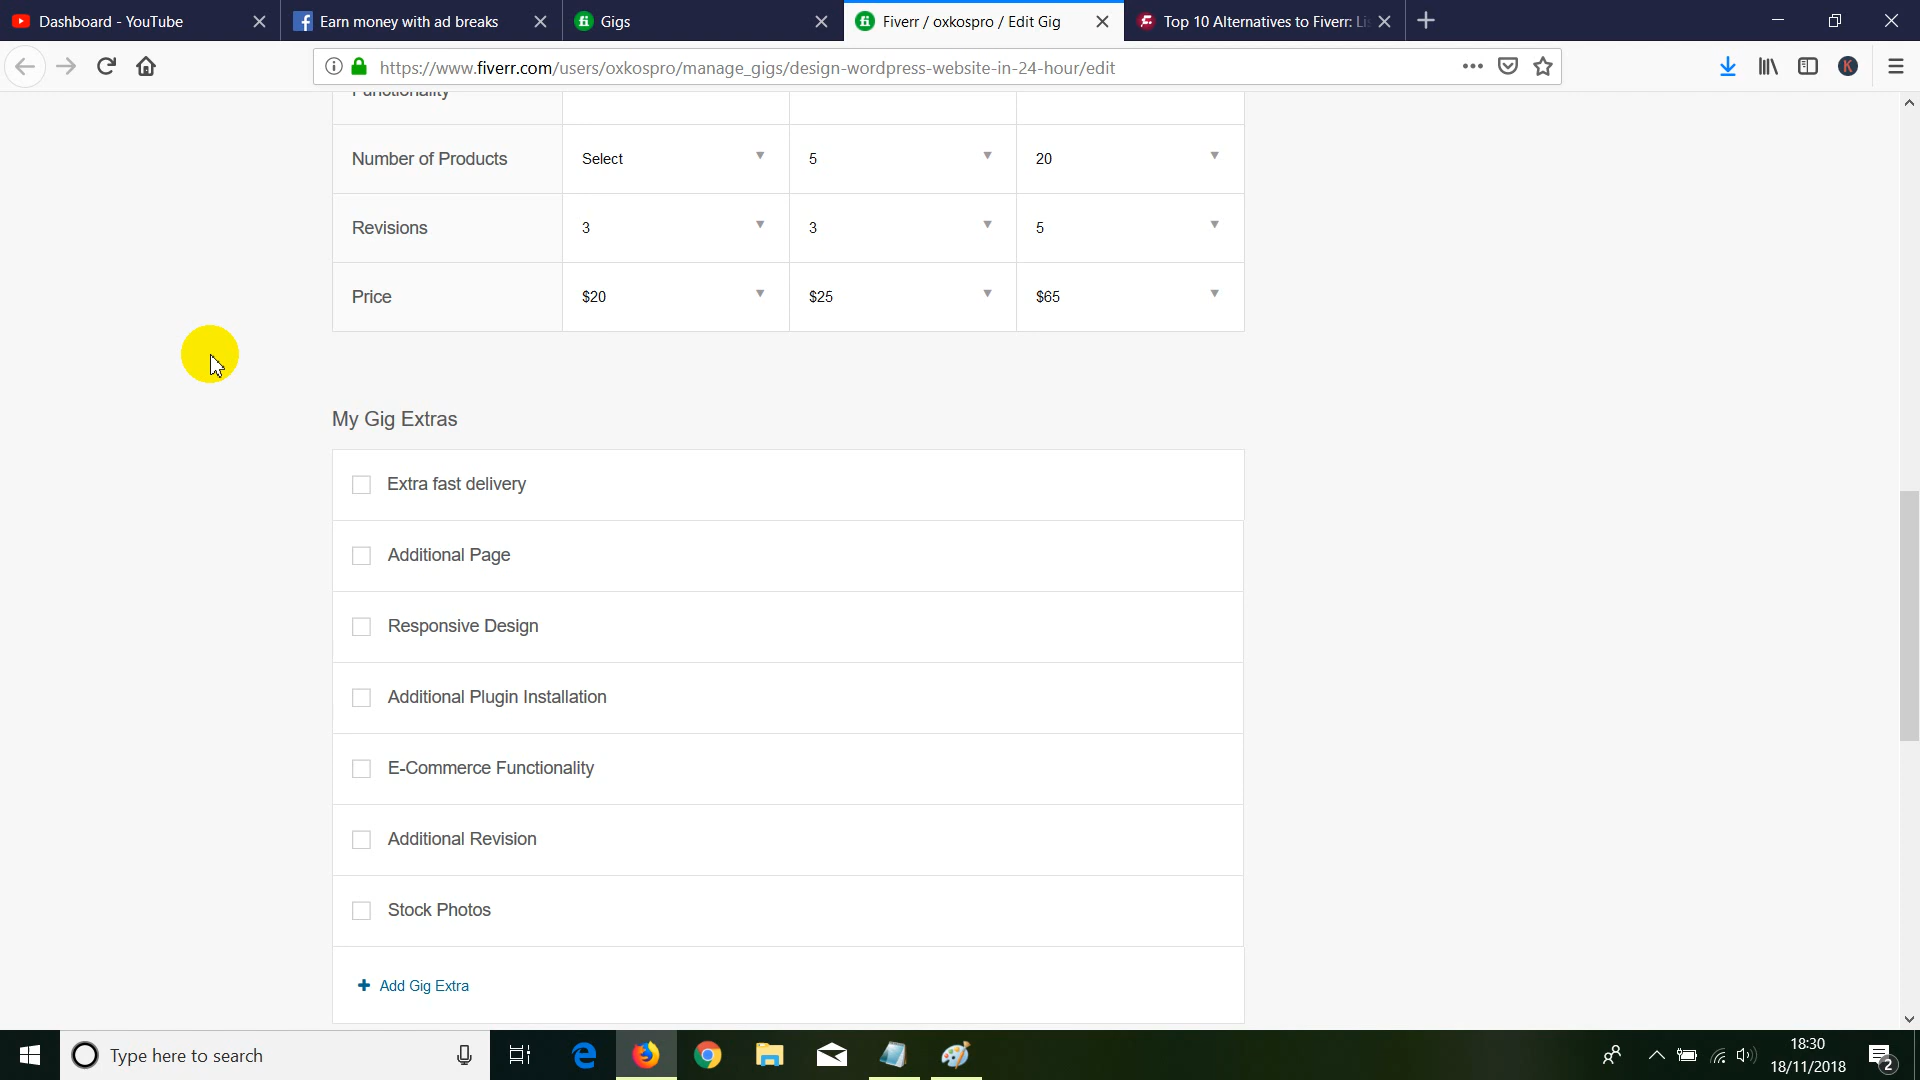 Dashboard - YouTube
Earn money with ad breaks
Gigs
Fiverr / oxkospro / Edit Gig
Top 10 Alternatives to Fiverr: Li
https://www.fiverr.com/users/oxkospro/manage_gigs/design-wordpress-website-in-24-hour/edit
K
Functionality
Number of Products Select 5 20
Revisions 3 3 5
Price $20 $25 $65
My Gig Extras
Extra fast delivery
Additional Page
Responsive Design
Additional Plugin Installation
E-Commerce Functionality
Additional Revision
Stock Photos
+ Add Gig Extra
Type here to search
18:30
18/11/2018
2